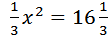 1/3 x² = 16 1/3